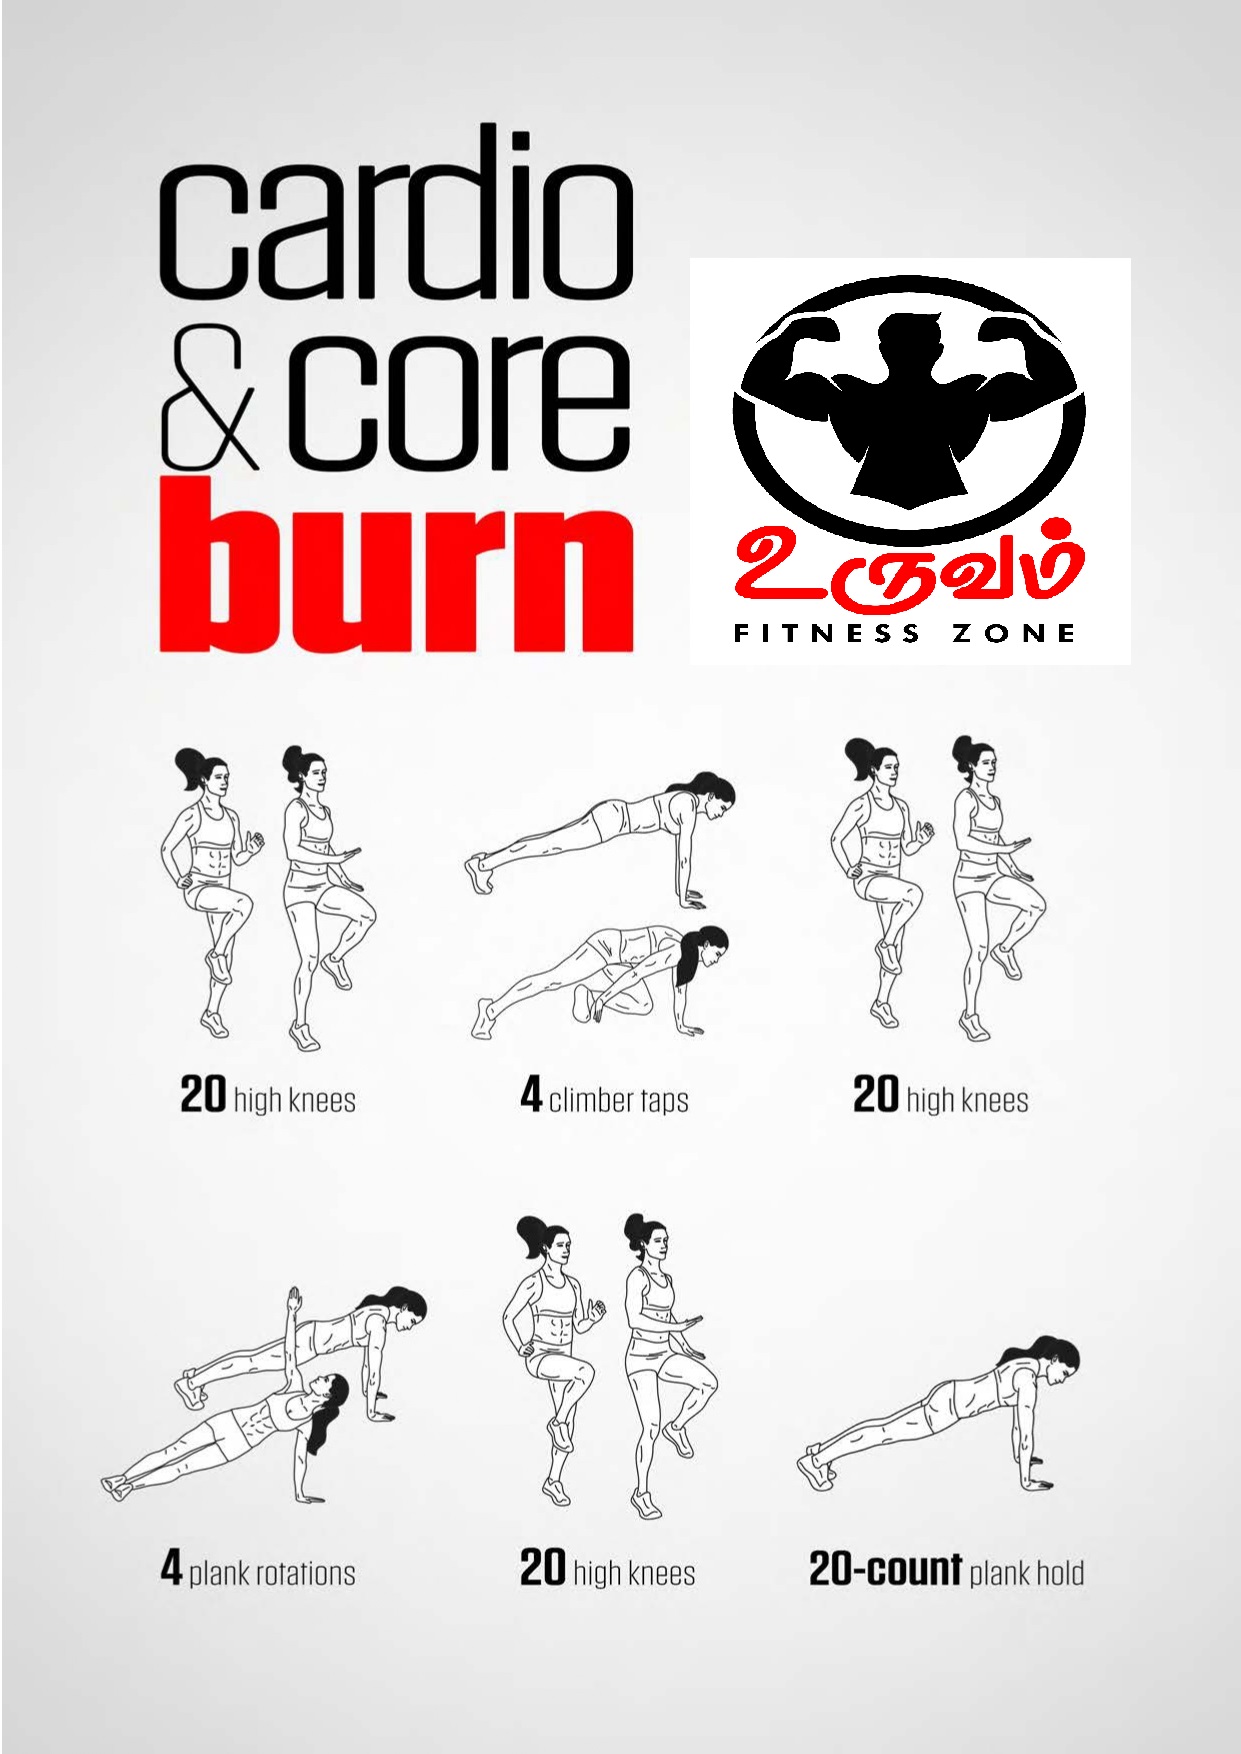 cardio
& core
burn
உருவம்
FITNESS ZONE
20 high knees
4 climber taps
20 high knees
4 plank rotations
20 high knees
20-count plank hold